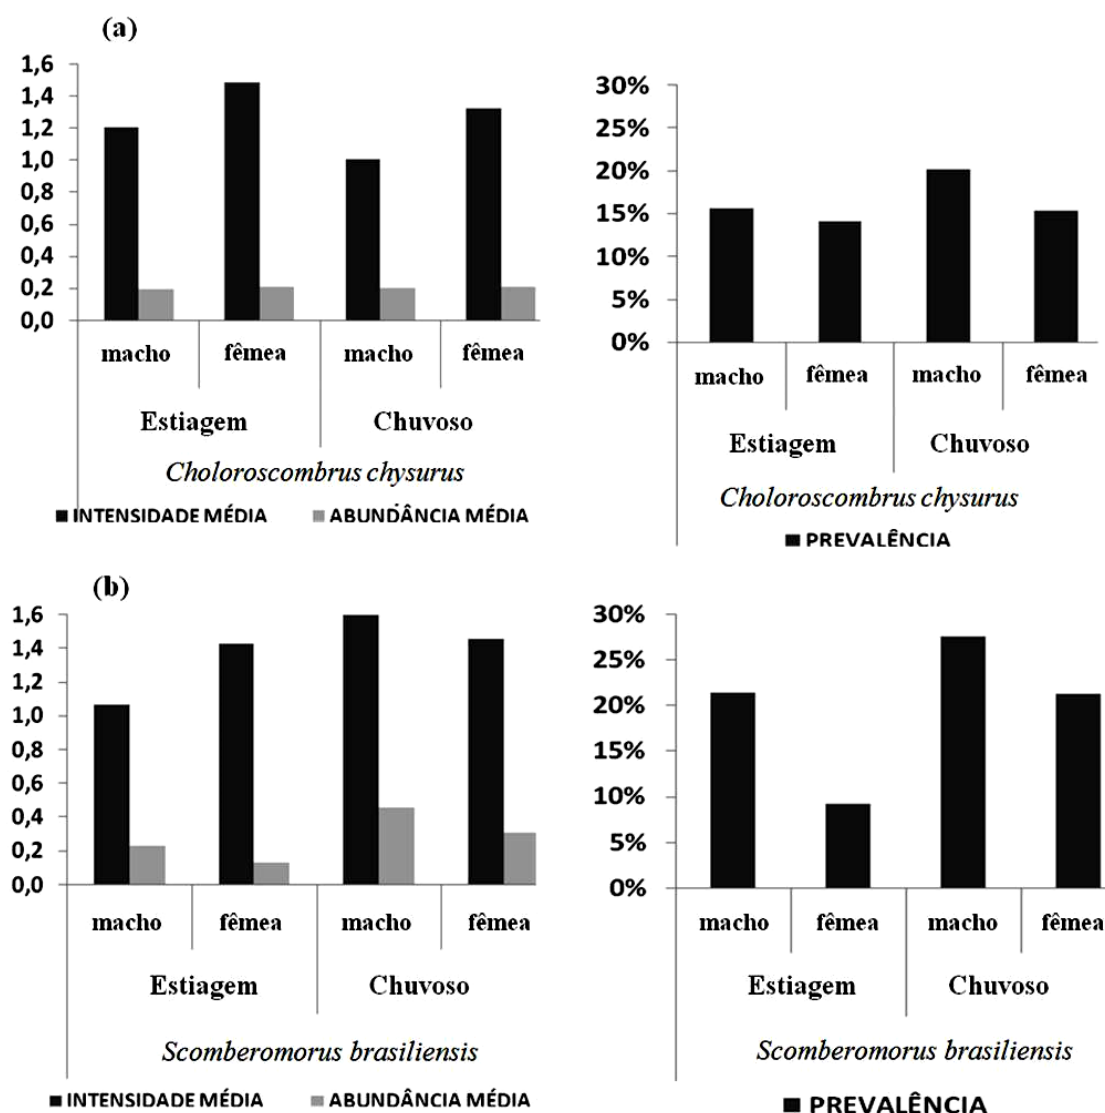 (a)
1,6
1,4
1,2
1,0
0,8
0,6
0,4
0,2
0,0
macho fêmea macho fêmea
Estiagem Chuvoso
Choloroscombrus chysurus
INTENSIDADE MÉDIA ABUNDÂNCIA MÉDIA
30%
25%
20%
15%
10%
5%
0%
macho fêmea macho fêmea
Estiagem Chuvoso
Choloroscombrus chysurus
PREVALÊNCIA
(b)
1,6
1,4
1,2
1,0
0,8
0,6
0,4
0,2
0,0
macho fêmea macho fêmea
Estiagem Chuvoso
Scomberomorus brasiliensis
INTENSIDADE MÉDIA ABUNDÂNCIA MÉDIA
30%
25%
20%
15%
10%
5%
0%
macho fêmea macho fêmea
Estiagem Chuvoso
Scomberomorus brasiliensis
PREVALÊNCIA